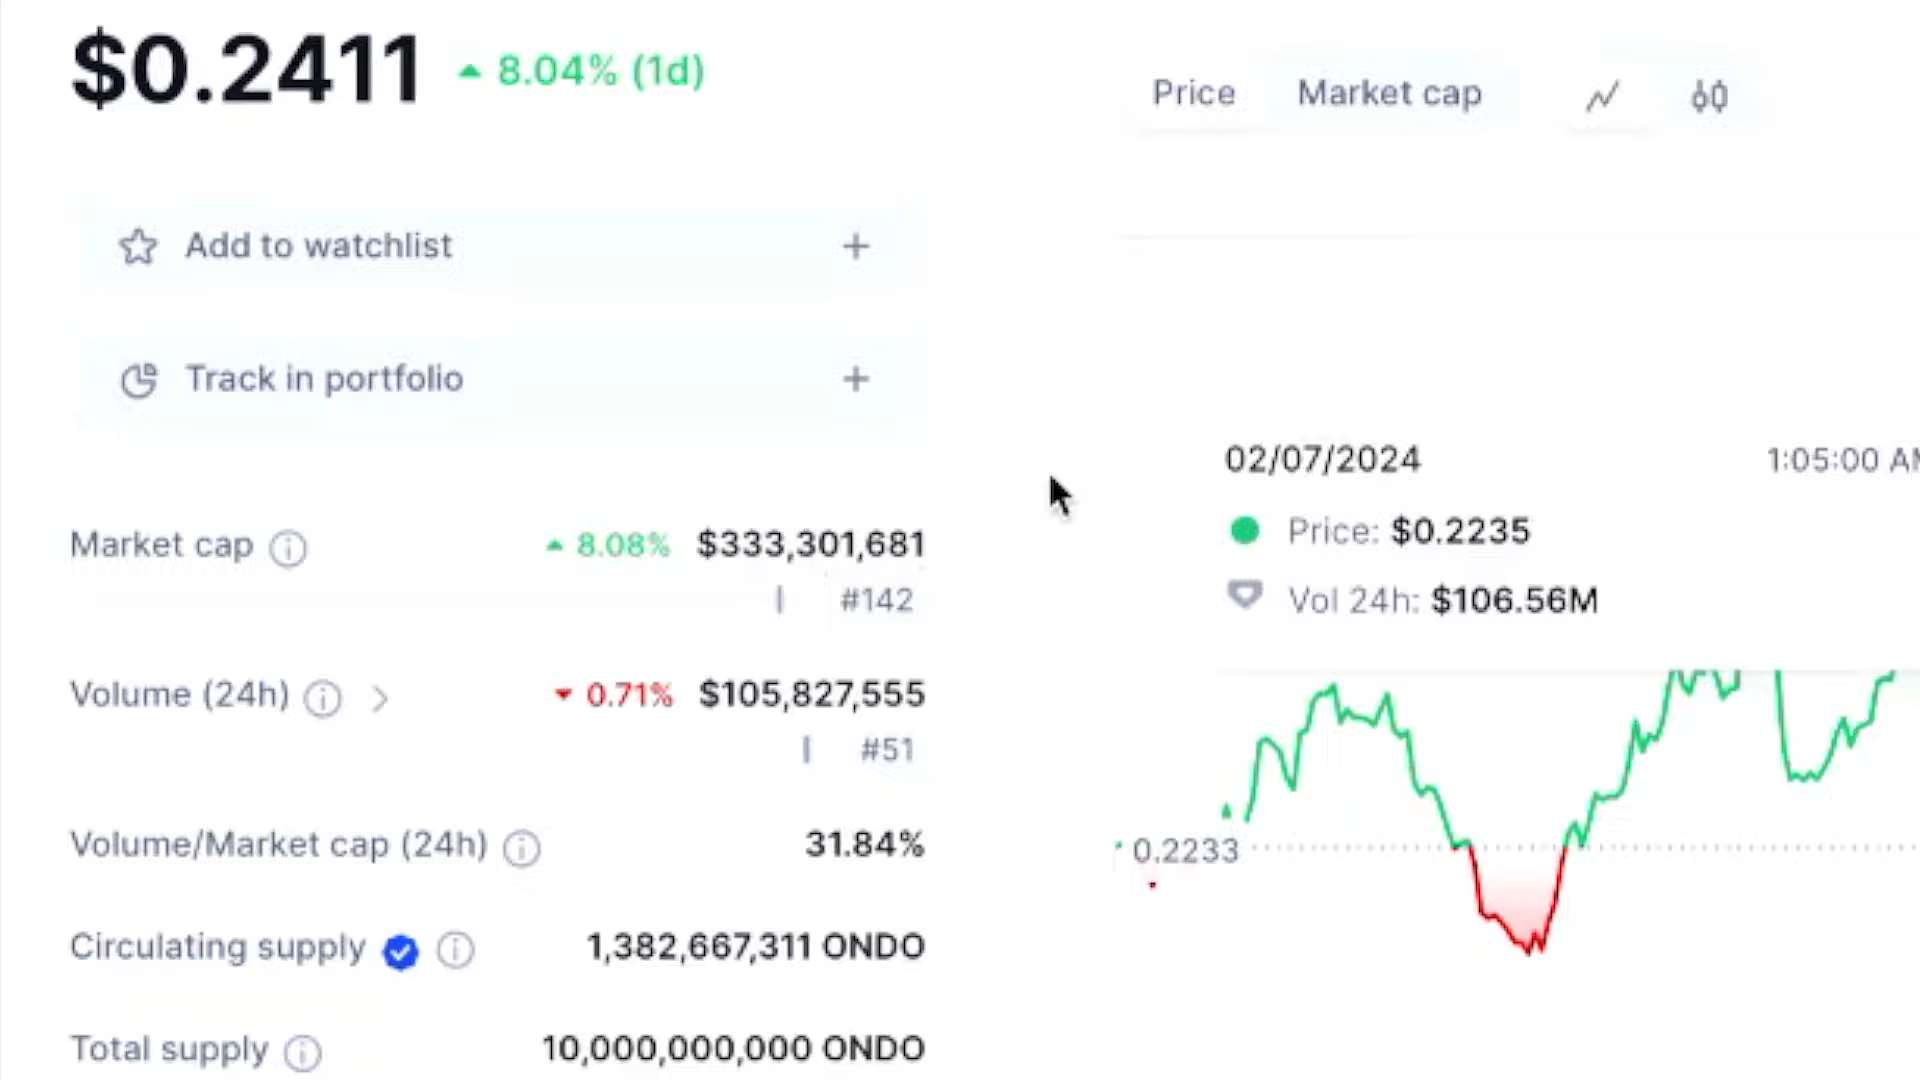 $0.2411 8.04% (1d)
Add to watchlist
Track in portfolio
Market cap 8.08% $333,301,681
#142
Volume (24h) 0.71% $105,827,555
#51
Volume/Market cap (24h) 31.84%
Circulating supply 1,382,667,311 ONDO
Total supply 10,000,000,000 ONDO
Price Market cap
02/07/2024 1:05:00 AM
Price: $0.2235
Vol 24h: $106.56M
0.2233